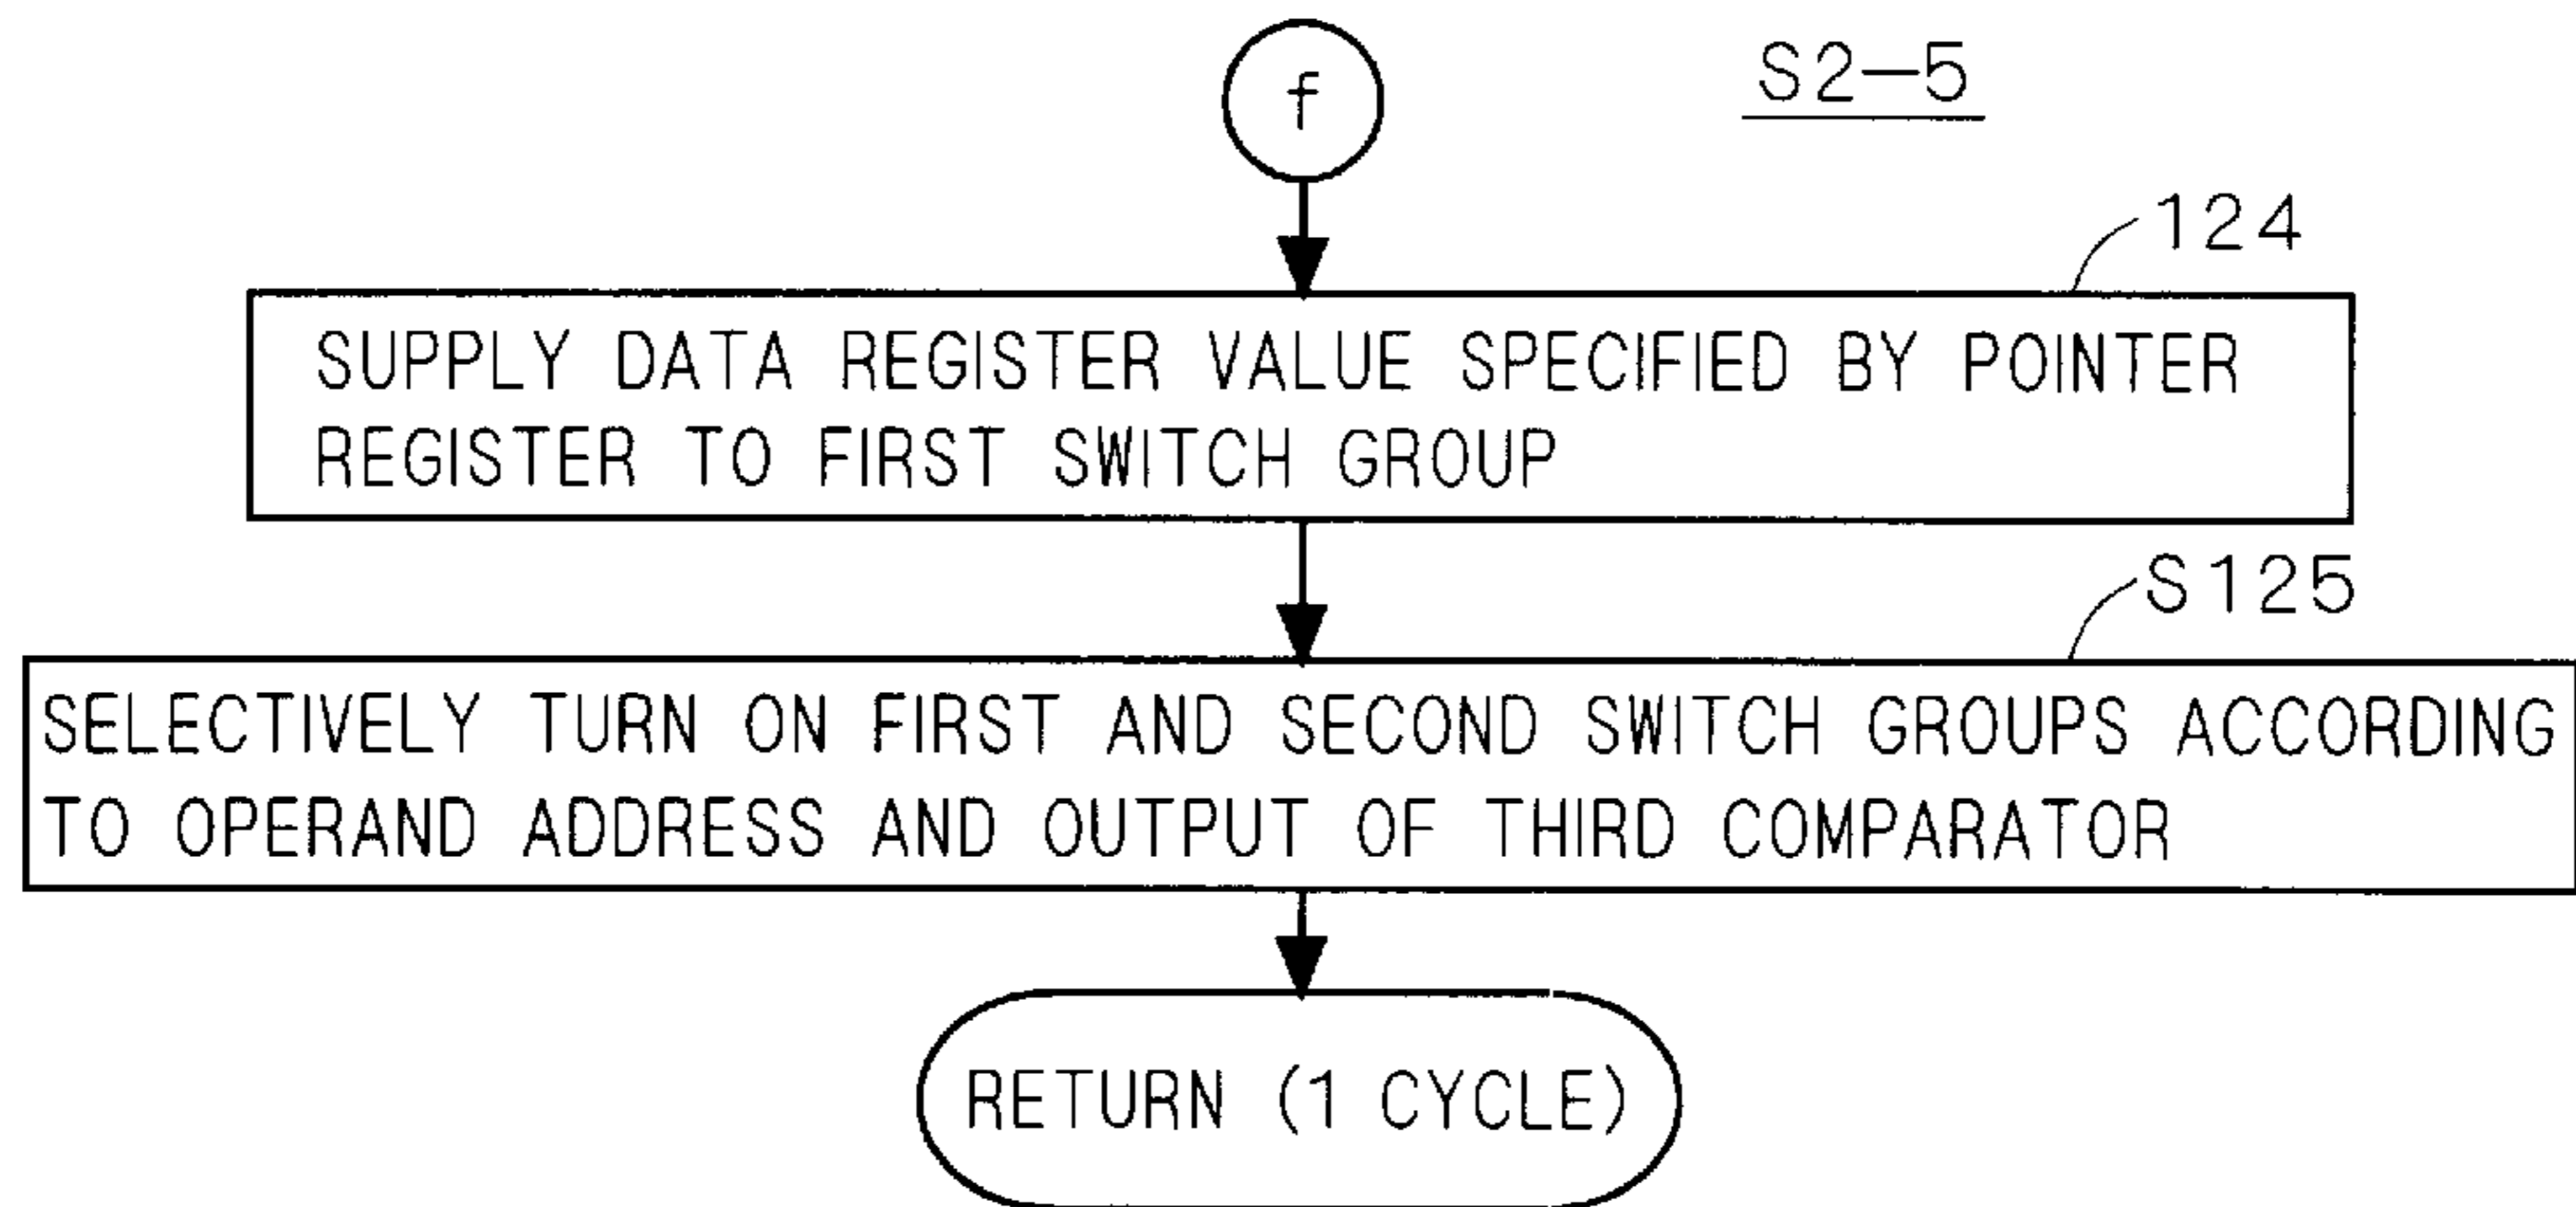 f
S2-5
124
SUPPLY DATA REGISTER VALUE SPECIFIED BY POINTER
REGISTER TO FIRST SWITCH GROUP
S125
SELECTIVELY TURN ON FIRST AND SECOND SWITCH GROUPS ACCORDING
TO OPERAND ADDRESS AND OUTPUT OF THIRD COMPARATOR
RETURN (1 CYCLE)